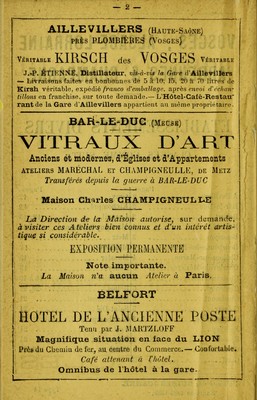 — 2 —
AILLEVILLERS (HAUTE-SAÔNE)
PRÈS PLOMBIÈRES (VOSGES)
VÉRITABLE KIRSCH des VOSGES VÉRITABLE
J.-P. ÉTIENNE, Distillateur, vis-à-vis la Gare d'Aillevillers
— Livraisons faites en bonbonnes de 5 à 10, 15, 20 à 70 litres de
Kirsh véritable, expédié franco d'emballage, après envoi d'échan-
tillons en franchise, sur toute demande. — L'Hôtel-Café-Restau-
rant de la Gare d'Aillevillers appartient au même propriétaire.
BAR-LE-DUC (MEUSE)
VITRAUX D'ART
Anciens et modernes, d'Églises et d'Appartements
ATELIERS MARECHAL ET CHAMPIGNEULLE, DE METZ
Transférés depuis la guerre à BAR-LE-DUC
Maison Charles CHAMPIGNEULLE
La Direction de la Maison autorise, sur demande,
à visiter ces Ateliers bien connus et d'un intérêt artis-
tique si considérable.
EXPOSITION PERMANENTE
Note importante.
La Maison n'a aucun Atelier à Paris.
BELFORT
HOTEL DE L'ANCIENNE POSTE
Tenu par J. MARTZLOFF
Magnifique situation en face du LION
Près du Chemin de fer, au centre du Commerce. — Confortable.
Café attenant à l'hôtel.
Omnibus de l'hôtel à la gare.